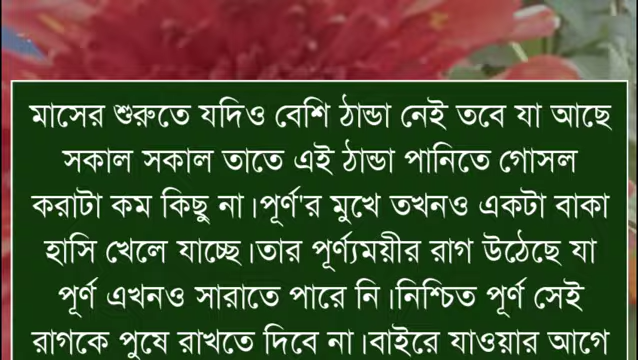 মাসের শুরুতে যদিও বেশি ঠান্ডা নেই তবে যা আছে
সকাল সকাল তাতে এই ঠান্ডা পানিতে গোসল
করাটা কম কিছু না।পূর্ণ'র মুখে তখনও একটা বাকা
হাসি খেলে যাচ্ছে।তার পূর্ণ্যময়ীর রাগ উঠেছে যা
পূর্ণ এখনও সারাতে পারে নি।নিশ্চিত পূর্ণ সেই
রাগকে পুষে রাখতে দিবে না।বাইরে যাওয়ার আগে